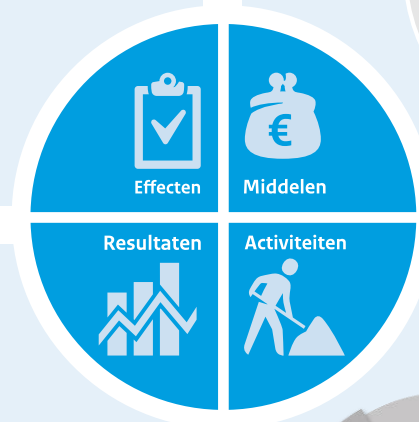 €
Effecten
Middelen
Resultaten
Activiteiten